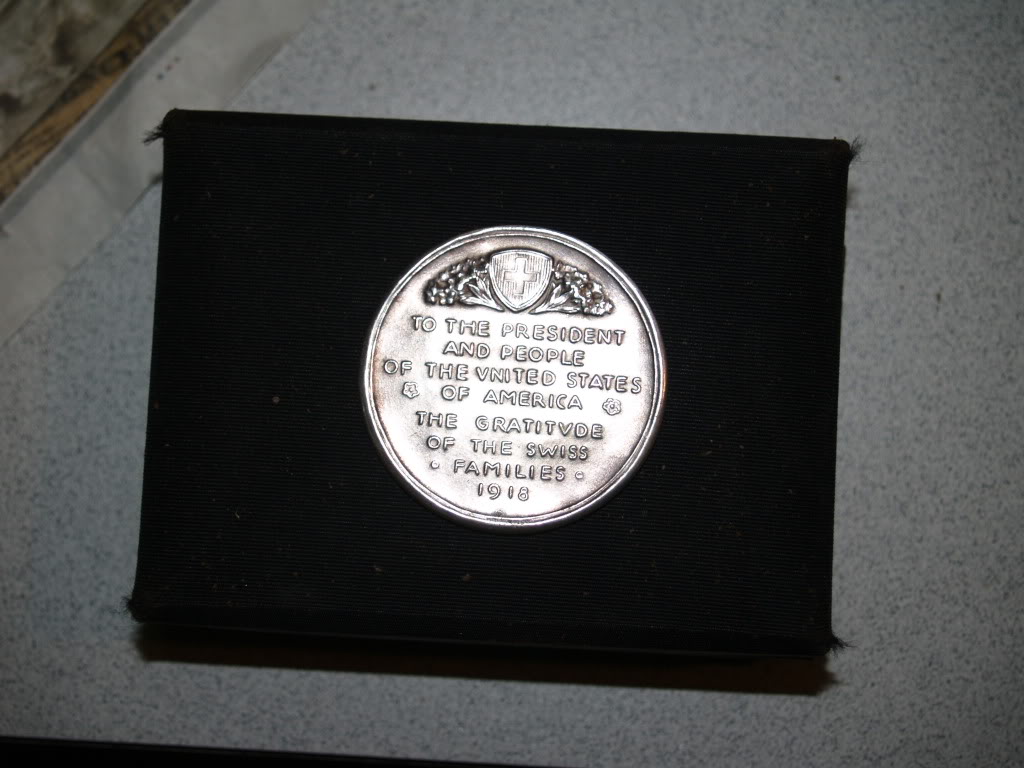 TO THE PRESIDENT
AND PEOPLE
OF THE VNITED STATES
OF AMERICA
THE GRATITVDE
OF THE SWISS
• FAMILIES •
1918